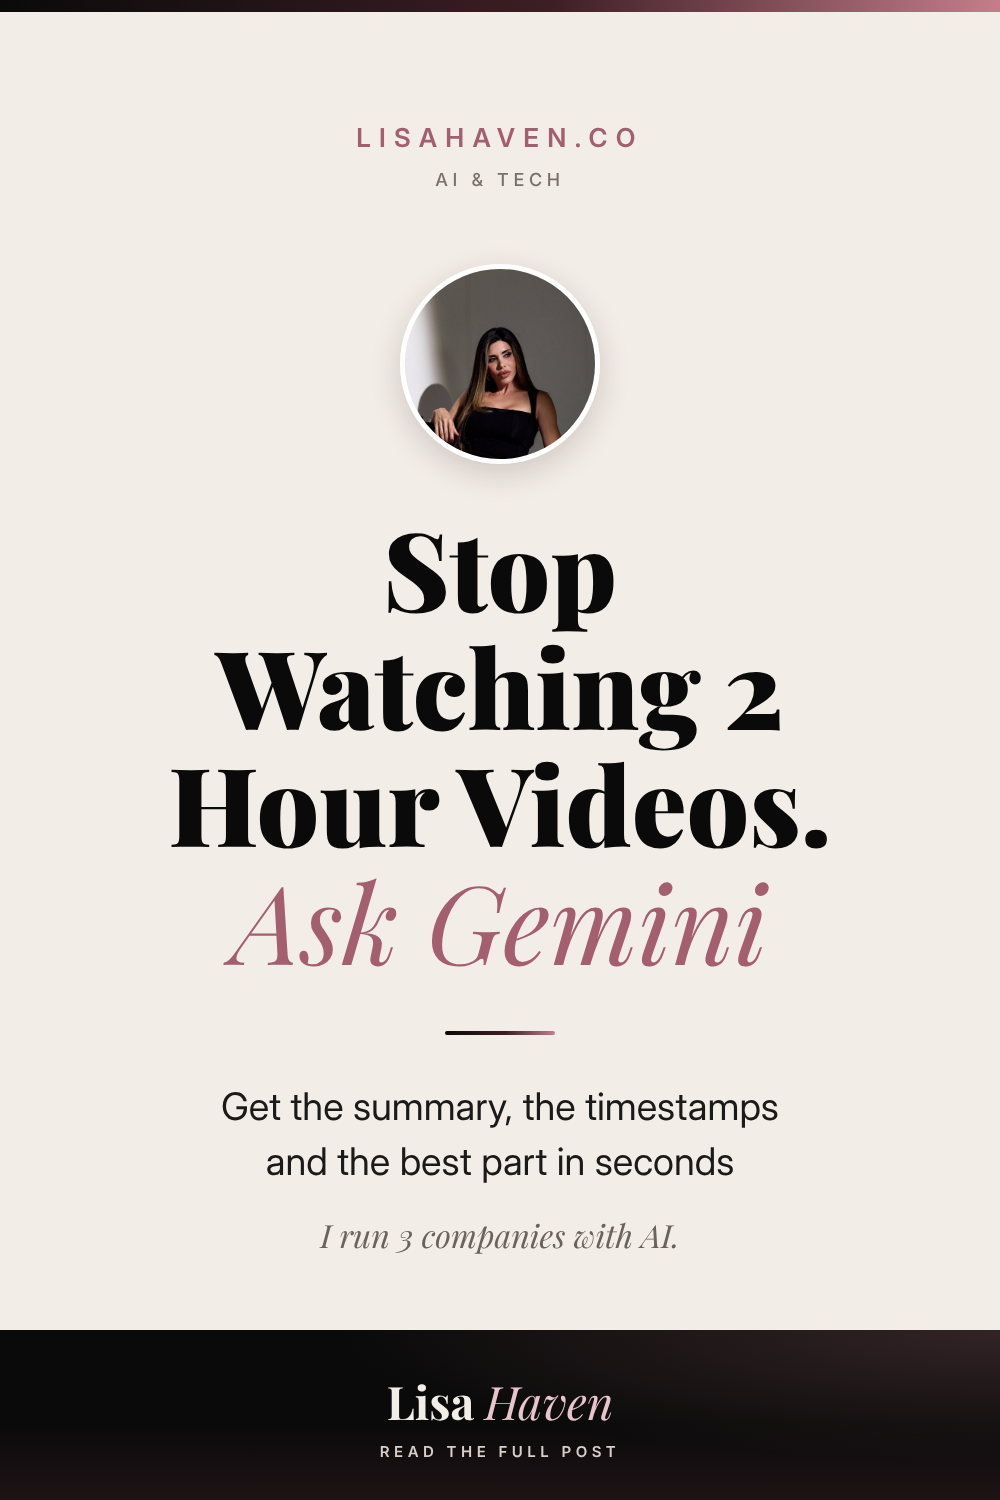 LISAHAVEN.CO
AI & TECH
Stop
Watching 2
Hour Videos.
Ask Gemini
Get the summary, the timestamps
and the best part in seconds
I run 3 companies with AI.
Lisa Haven
READ THE FULL POST